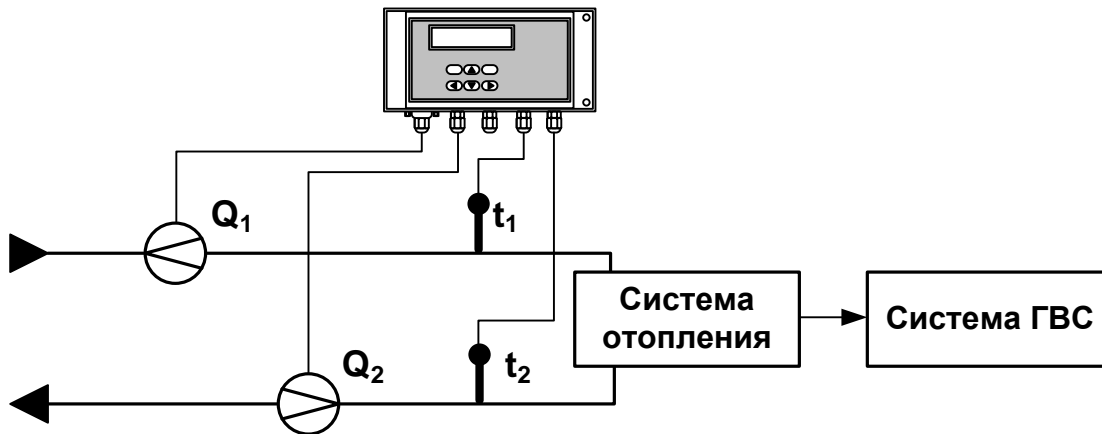 Q₁
t₁
Система
отопления
Система ГВС
Q₂
t₂